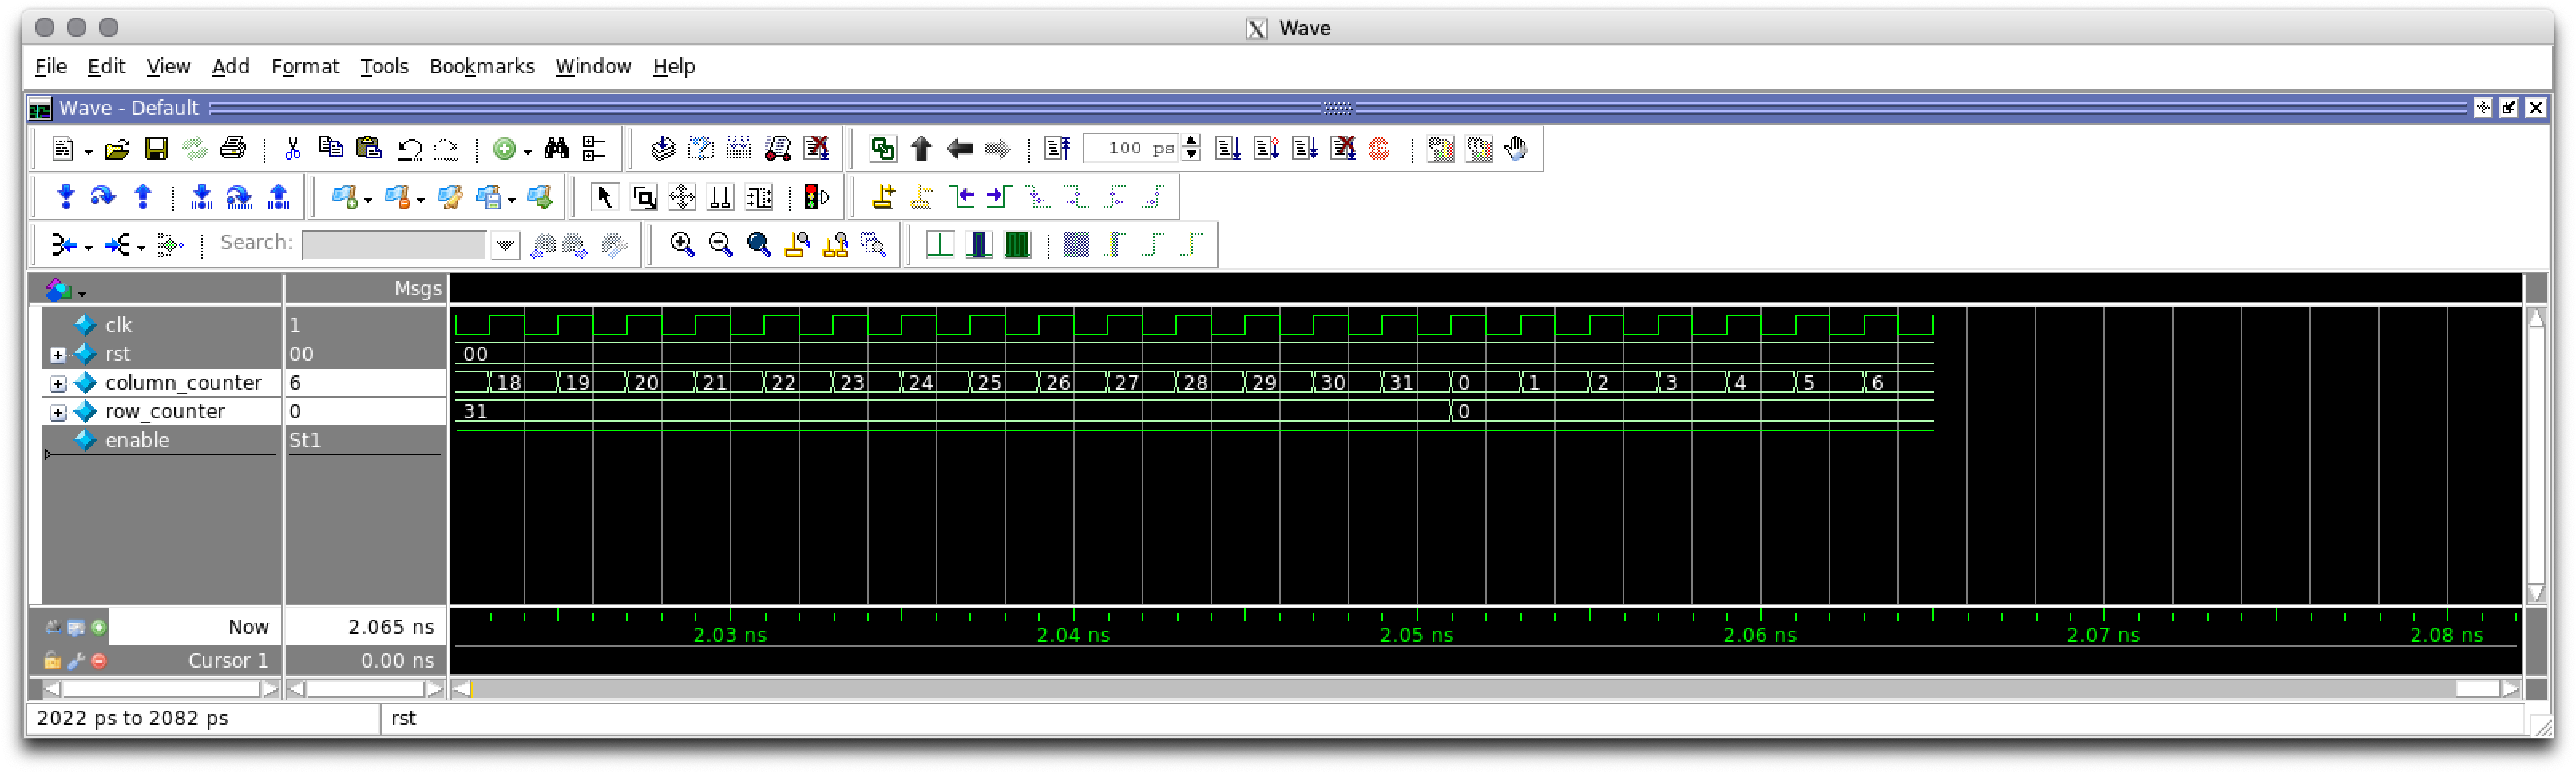 Wave
File Edit View Add Format Tools Bookmarks Window Help
Wave - Default
100 ps
Search:
Msgs
clk 1
rst 00 00
column_counter 6 18 19 20 21 22 23 24 25 26 27 28 29 30 31 0 1 2 3 4 5 6
row_counter 0 31 0
enable St1
Now 2.065 ns 2.03 ns 2.04 ns 2.05 ns 2.06 ns 2.07 ns 2.08 ns
Cursor 1 0.00 ns
2022 ps to 2082 ps rst